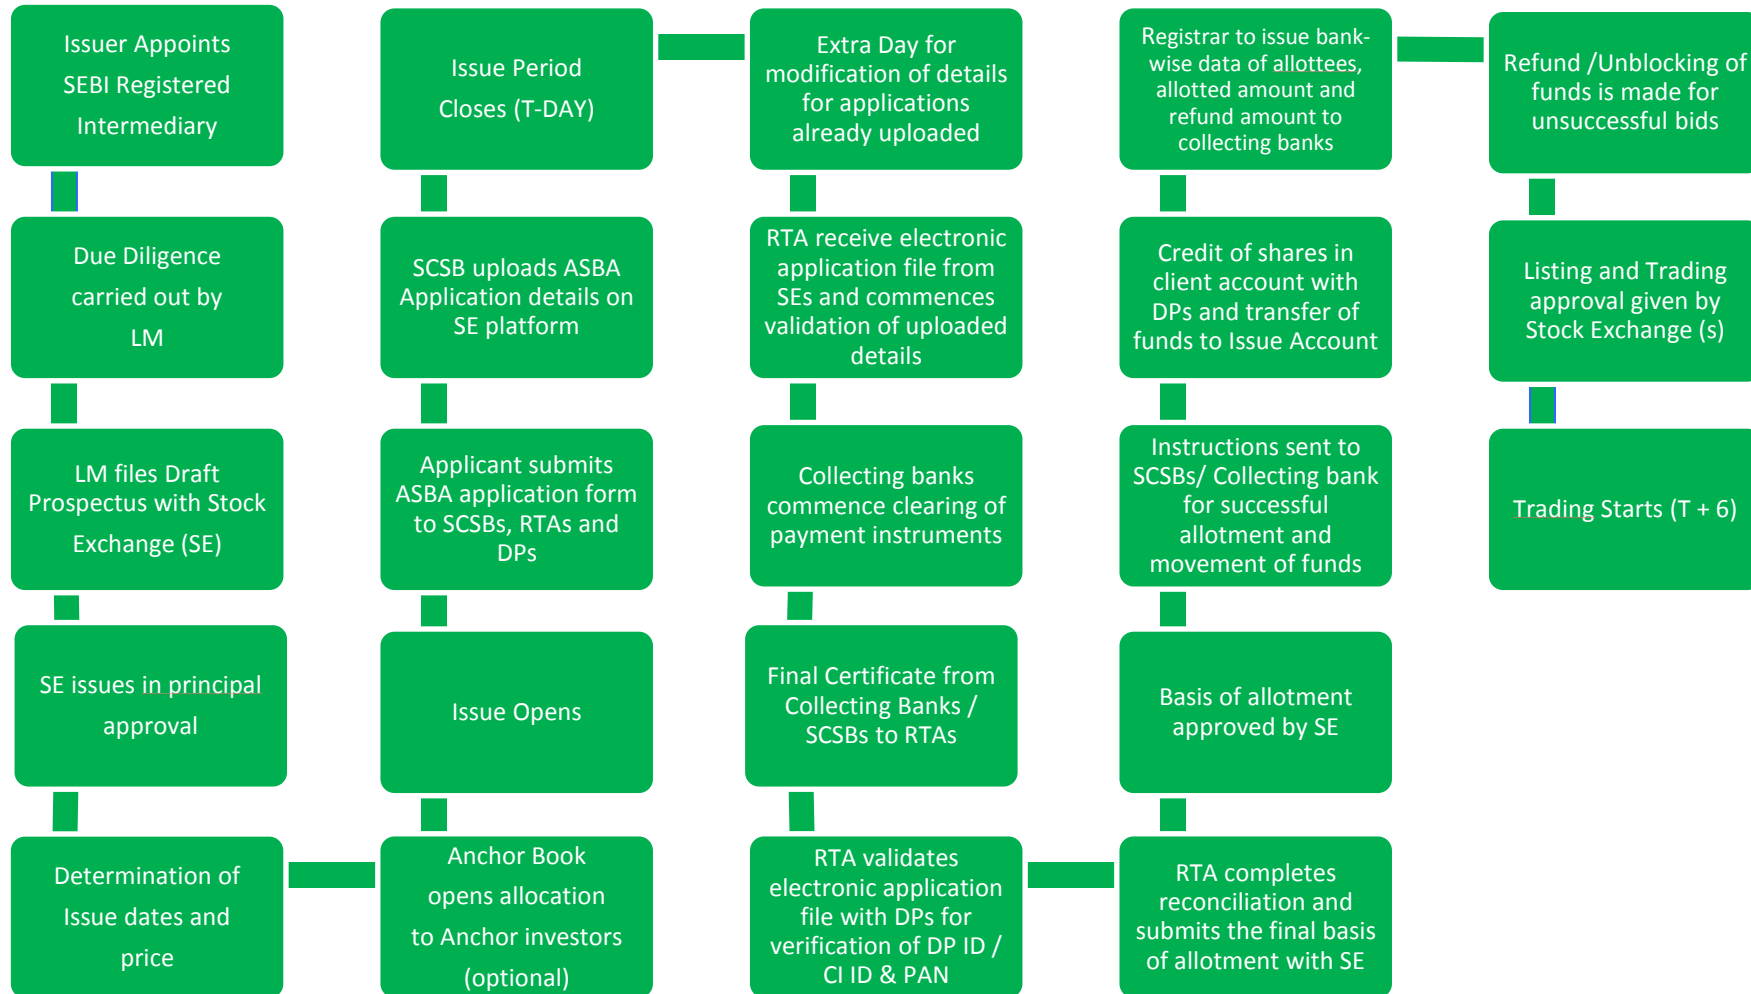 Issuer Appoints
SEBI Registered
Intermediary
Due Diligence
carried out by
LM
LM files Draft
Prospectus with Stock
Exchange (SE)
SE issues in principal
approval
Determination of
Issue dates and
price
Anchor Book
opens allocation
to Anchor investors
(optional)
Issue Opens
Applicant submits
ASBA application form
to SCSBs, RTAs and
DPs
SCSB uploads ASBA
Application details on
SE platform
Issue Period
Closes (T-DAY)
Extra Day for
modification of details
for applications
already uploaded
RTA receive electronic
application file from
SEs and commences
validation of uploaded
details
Collecting banks
commence clearing of
payment instruments
Final Certificate from
Collecting Banks /
SCSBs to RTAs
RTA validates
electronic application
file with DPs for
verification of DP ID /
CI ID & PAN
RTA completes
reconciliation and
submits the final basis
of allotment with SE
Basis of allotment
approved by SE
Instructions sent to
SCSBs/ Collecting bank
for successful
allotment and
movement of funds
Credit of shares in
client account with
DPs and transfer of
funds to Issue Account
Registrar to issue bank-
wise data of allottees,
allotted amount and
refund amount to
collecting banks
Refund /Unblocking of
funds is made for
unsuccessful bids
Listing and Trading
approval given by
Stock Exchange (s)
Trading Starts (T + 6)